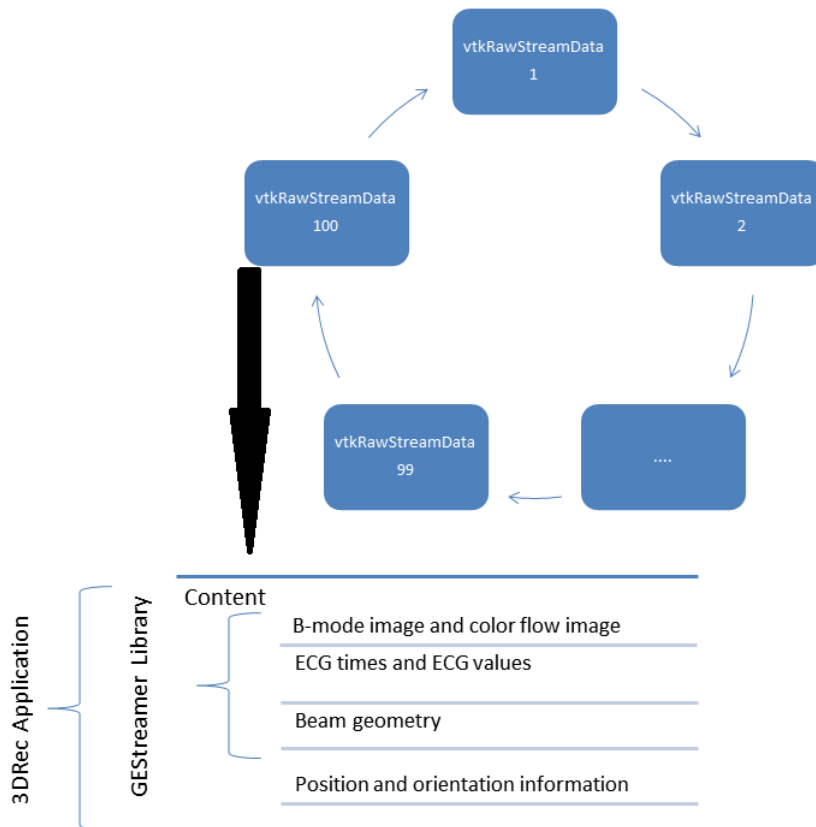 vtkRawStreamData
1
vtkRawStreamData
100
vtkRawStreamData
2
vtkRawStreamData
99
....
Content
B-mode image and color flow image
ECG times and ECG values
Beam geometry
Position and orientation information
GEStreamer Library
3DRec Application